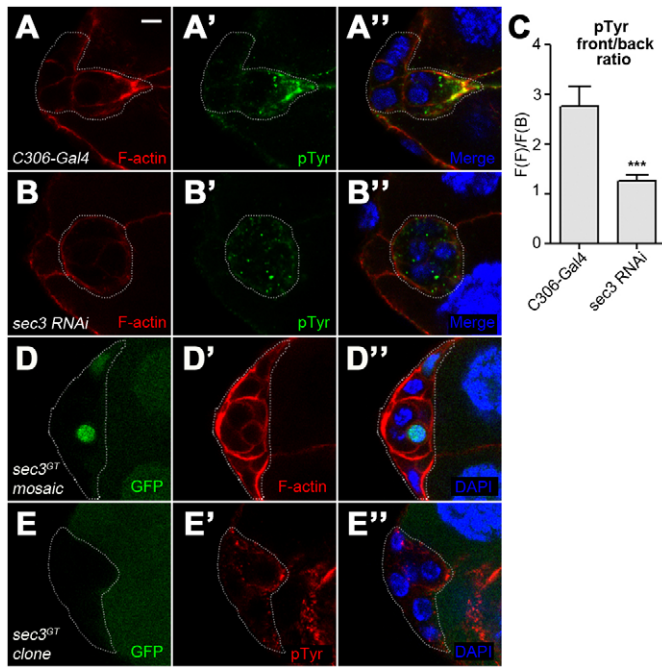 A
C306-Gal4
F-actin
A'
pTyr
A''
Merge
B
sec3 RNAi
F-actin
B'
pTyr
B''
Merge
C
pTyr
front/back
ratio
F(F)/F(B)
4
3
2
1
0
***
C306-Gal4
sec3 RNAi
D
sec3GT
mosaic
GFP
D'
F-actin
D''
DAPI
E
sec3GT
clone
GFP
E'
pTyr
E''
DAPI